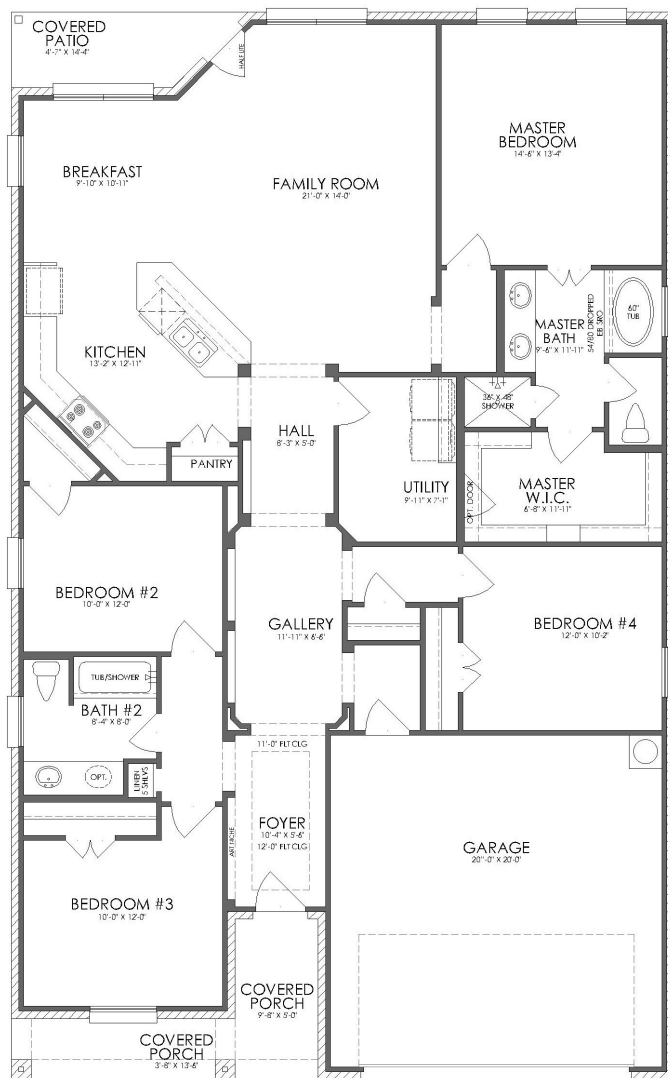 COVERED
PATIO
4'-7" X 14'-4"
HALF LITE
MASTER
BEDROOM
14'-6" X 13'-4"
BREAKFAST
9'-10" X 10'-11"
FAMILY ROOM
21'-0" X 14'-0"
KITCHEN
13'-2" X 12'-11"
MASTER
BATH
9'-6" X 11'-11"
54/80 DROPPED
EB SRO
60"
TUB
36" X 48"
SHOWER
HALL
6'-3" X 5'-0"
PANTRY
UTILITY
9'-11" X 7'-1"
OPT. DOOR
MASTER
W.I.C.
6'-8" X 11'-11"
BEDROOM #2
10'-0" X 12'-0"
GALLERY
11'-11" X 6'-6"
BEDROOM #4
12'-0" X 10'-2"
TUB/SHOWER
BATH #2
8'-4" X 8'-0"
OPT.
LINEN
5 SHLVS
11'-0" FLT CLG
FOYER
10'-4" X 5'-6"
12'-0" FLT CLG
ART NICHE
GARAGE
20'-0" X 20'-0"
BEDROOM #3
10'-0" X 12'-0"
COVERED
PORCH
9'-8" X 5'-0"
COVERED
PORCH
3'-8" X 13'-6"